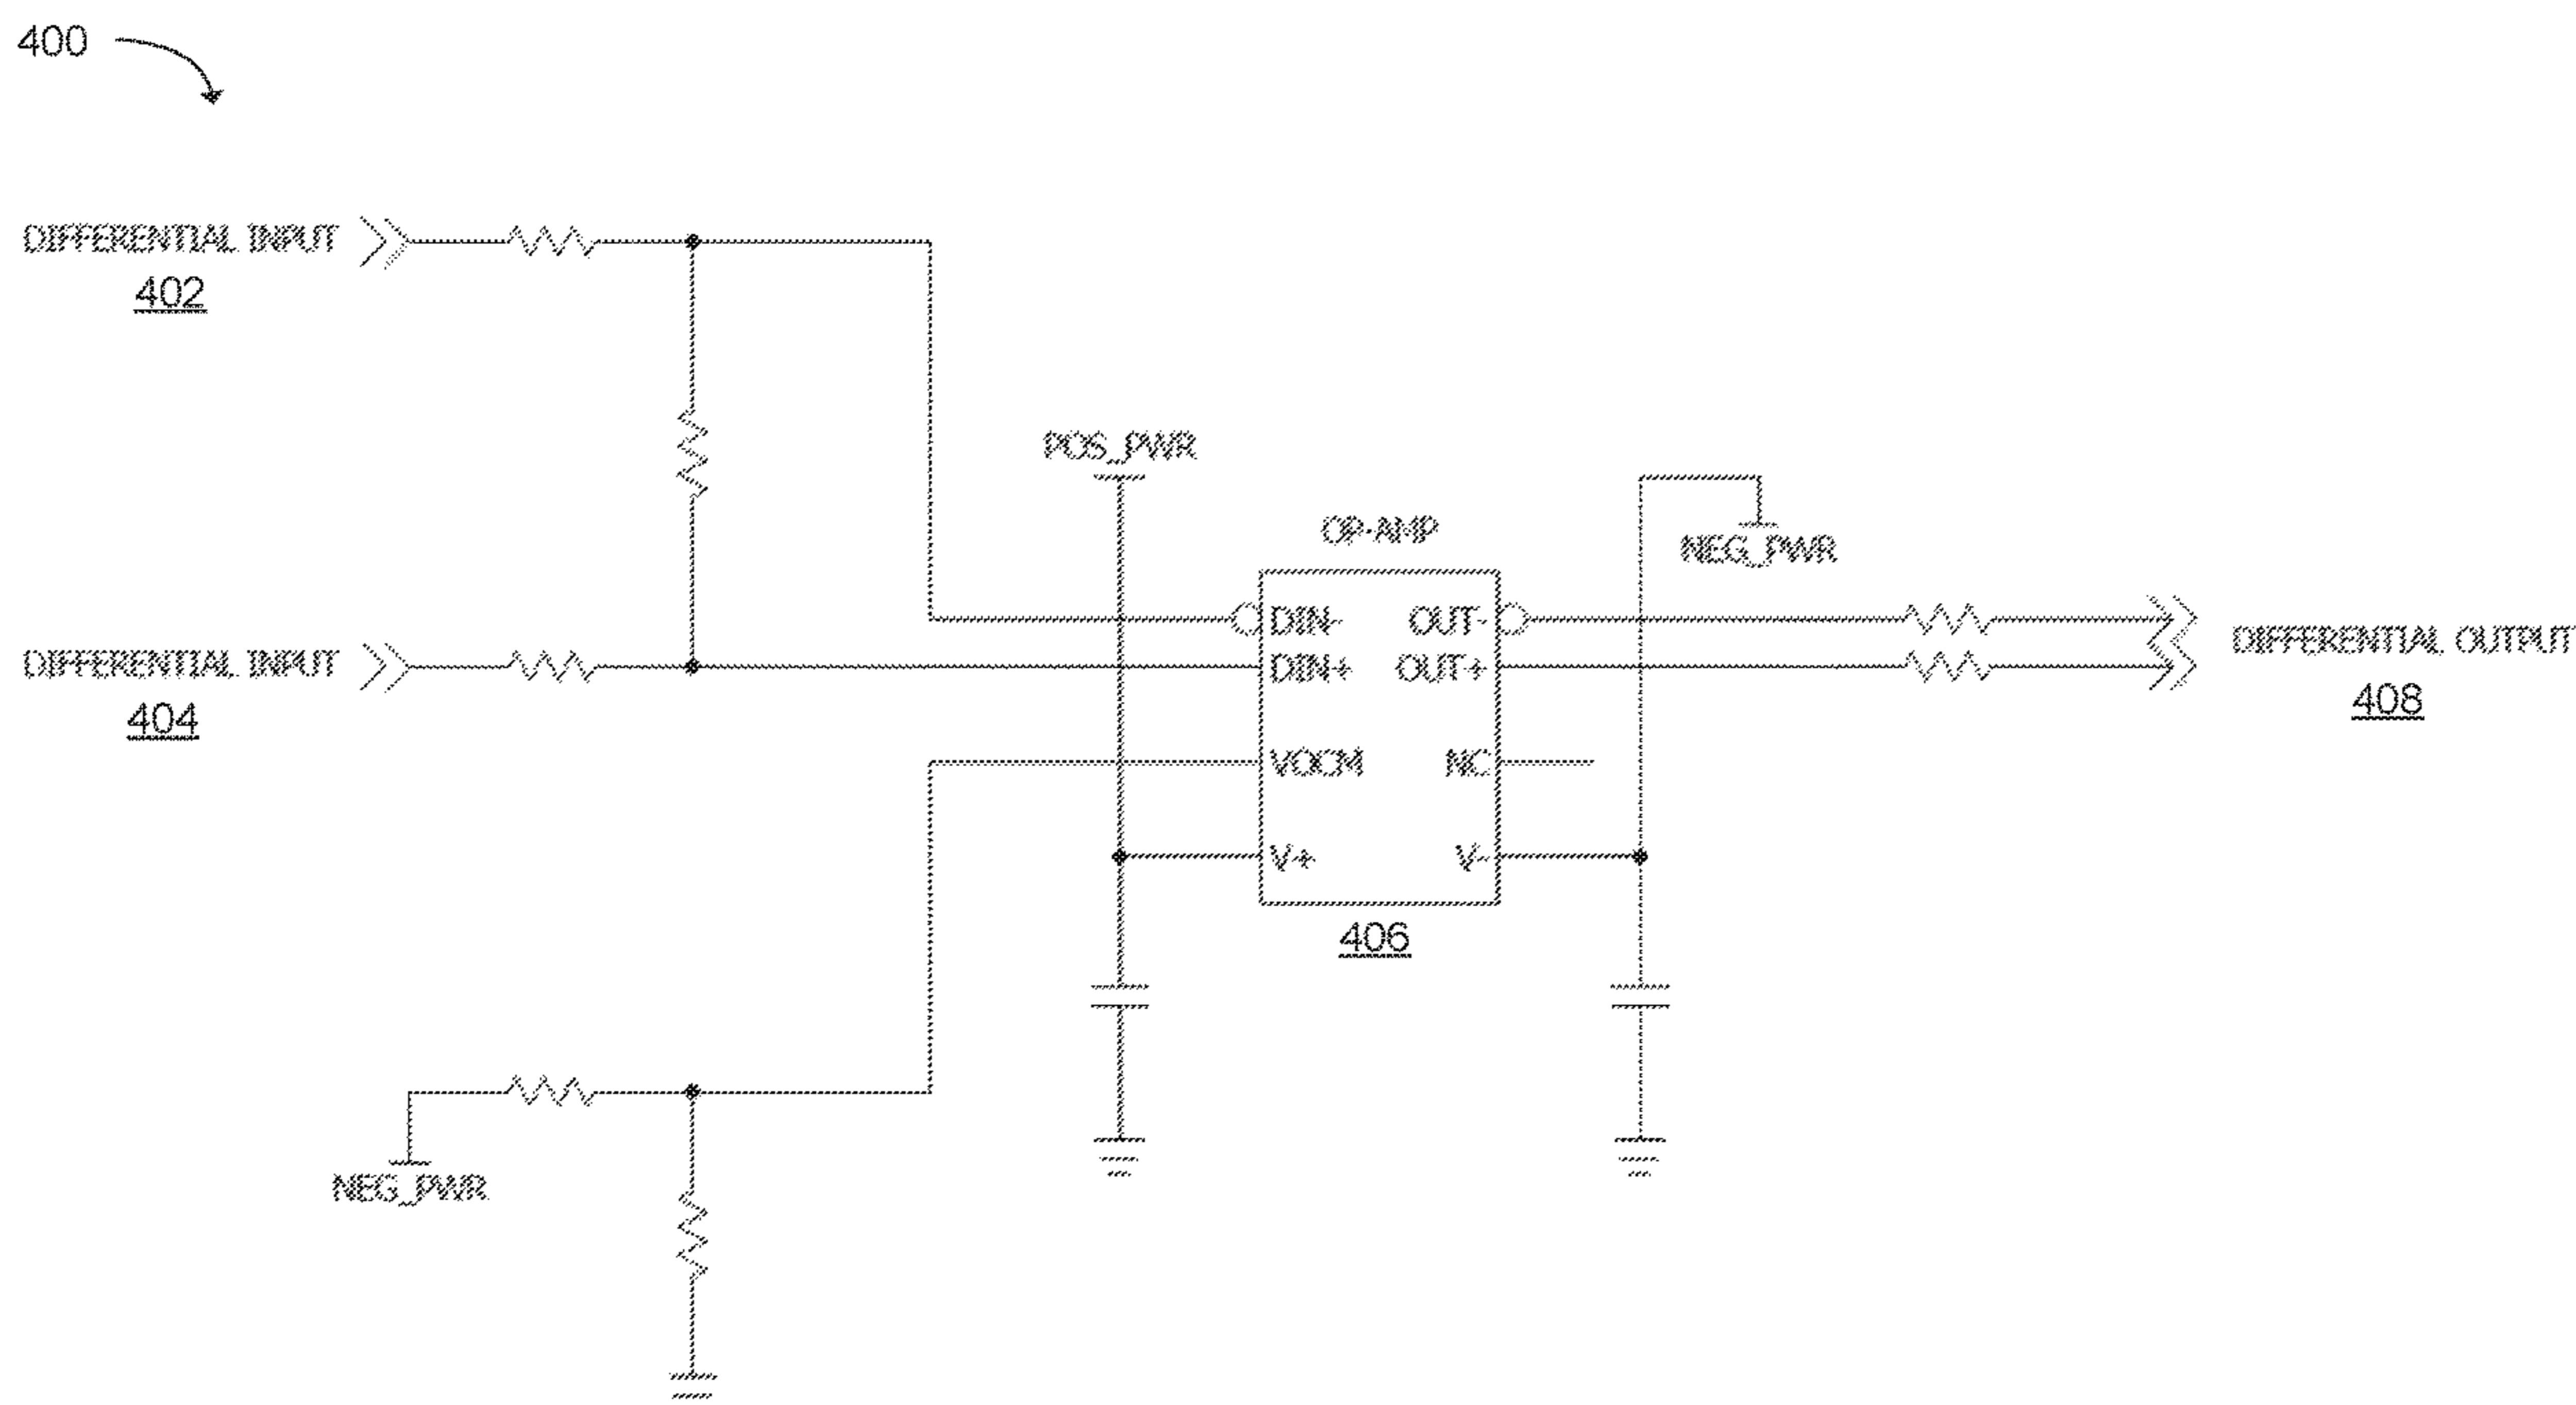 400
DIFFERENTIAL INPUT
402
POS_PWR
OP-AMP
NEG_PWR
DIN- OUT-
DIFFERENTIAL INPUT
404
DIN+ OUT+
DIFFERENTIAL OUTPUT
408
VOCM NC
V+ V-
406
NEG_PWR